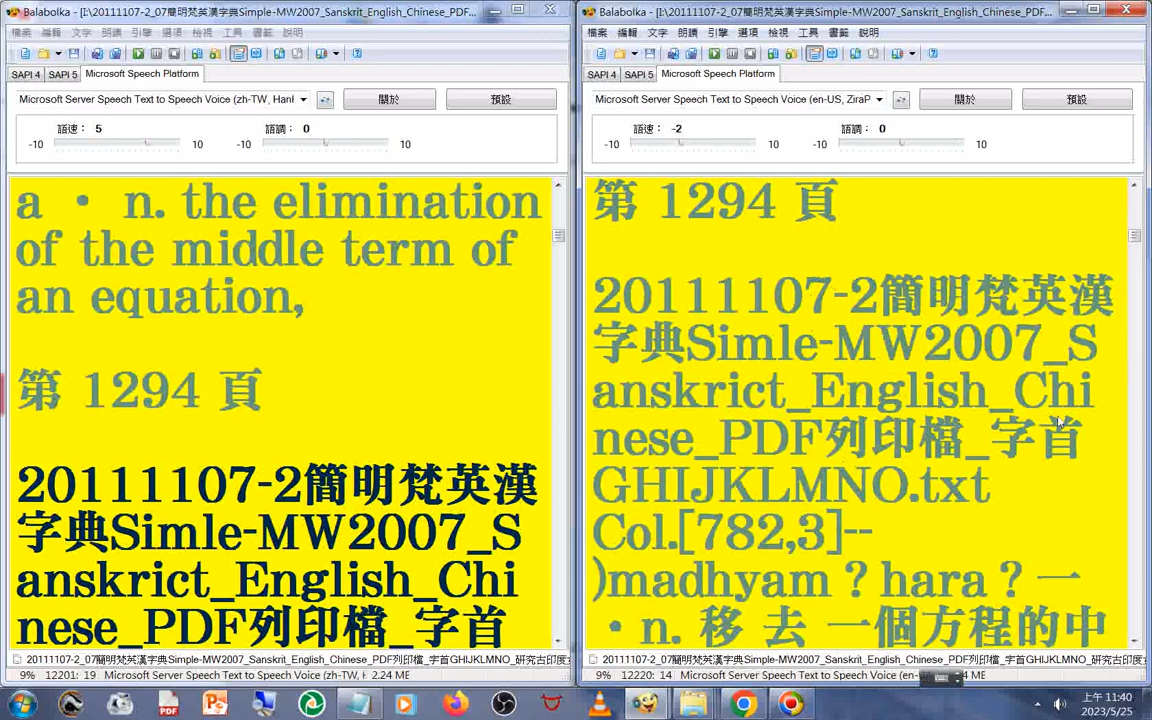 Balabolka - [I:\20111107-2_07簡明梵英漢字典Simple-MW2007_Sanskrit_English_Chinese_PDF...
檔案 編輯 文字 朗讀 引擎 選項 檢視 工具 書籤 說明
SAPI 4 SAPI 5 Microsoft Speech Platform
Microsoft Server Speech Text to Speech Voice (zh-TW, Hanl
關於 預設
語速： 5 語調： 0
-10 10 -10 10
a • n. the elimination
of the middle term of
an equation,
第 1294 頁
20111107-2簡明梵英漢
字典Simle-MW2007_S
anskrict_English_Chi
nese_PDF列印檔_字首
20111107-2_07簡明梵英漢字典Simple-MW2007_Sanskrit_English_Chinese_PDF列印檔_字首GHIJKLMNO_研究古印度
9% 12201: 19 Microsoft Server Speech Text to Speech Voice (zh-TW, H 2.24 ME
Balabolka - [I:\20111107-2_07簡明梵英漢字典Simple-MW2007_Sanskrit_English_Chinese_PDF...
檔案 編輯 文字 朗讀 引擎 選項 檢視 工具 書籤 說明
SAPI 4 SAPI 5 Microsoft Speech Platform
Microsoft Server Speech Text to Speech Voice (en-US, ZiraP
關於 預設
語速： -2 語調： 0
-10 10 -10 10
第 1294 頁
20111107-2簡明梵英漢
字典Simle-MW2007_S
anskrict_English_Chi
nese_PDF列印檔_字首
GHIJKLMNO.txt
Col.[782,3]--
)madhyam？hara？一
•n. 移 去 一個方程的中
20111107-2_07簡明梵英漢字典Simple-MW2007_Sanskrit_English_Chinese_PDF列印檔_字首GHIJKLMNO_研究古印度
9% 12220: 14 Microsoft Server Speech Text to Speech Voice (en- ME
上午 11:40
2023/5/25